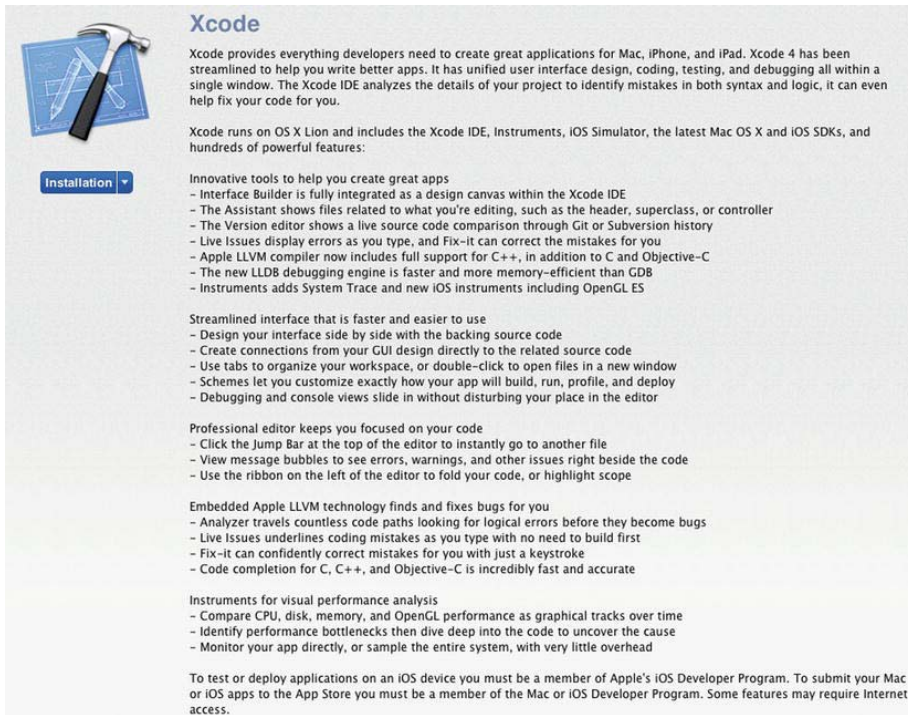 Xcode
Xcode provides everything developers need to create great applications for Mac, iPhone, and iPad. Xcode 4 has been
streamlined to help you write better apps. It has unified user interface design, coding, testing, and debugging all within a
single window. The Xcode IDE analyzes the details of your project to identify mistakes in both syntax and logic, it can even
help fix your code for you.
Xcode runs on OS X Lion and includes the Xcode IDE, Instruments, iOS Simulator, the latest Mac OS X and iOS SDKs, and
hundreds of powerful features:
Installation
Innovative tools to help you create great apps
– Interface Builder is fully integrated as a design canvas within the Xcode IDE
– The Assistant shows files related to what you're editing, such as the header, superclass, or controller
– The Version editor shows a live source code comparison through Git or Subversion history
– Live Issues display errors as you type, and Fix-it can correct the mistakes for you
– Apple LLVM compiler now includes full support for C++, in addition to C and Objective-C
– The new LLDB debugging engine is faster and more memory-efficient than GDB
– Instruments adds System Trace and new iOS instruments including OpenGL ES
Streamlined interface that is faster and easier to use
– Design your interface side by side with the backing source code
– Create connections from your GUI design directly to the related source code
– Use tabs to organize your workspace, or double-click to open files in a new window
– Schemes let you customize exactly how your app will build, run, profile, and deploy
– Debugging and console views slide in without disturbing your place in the editor
Professional editor keeps you focused on your code
– Click the Jump Bar at the top of the editor to instantly go to another file
– View message bubbles to see errors, warnings, and other issues right beside the code
– Use the ribbon on the left of the editor to fold your code, or highlight scope
Embedded Apple LLVM technology finds and fixes bugs for you
– Analyzer travels countless code paths looking for logical errors before they become bugs
– Live Issues underlines coding mistakes as you type with no need to build first
– Fix-it can confidently correct mistakes for you with just a keystroke
– Code completion for C, C++, and Objective-C is incredibly fast and accurate
Instruments for visual performance analysis
– Compare CPU, disk, memory, and OpenGL performance as graphical tracks over time
– Identify performance bottlenecks then dive deep into the code to uncover the cause
– Monitor your app directly, or sample the entire system, with very little overhead
To test or deploy applications on an iOS device you must be a member of Apple's iOS Developer Program. To submit your Mac
or iOS apps to the App Store you must be a member of the Mac or iOS Developer Program. Some features may require Internet
access.